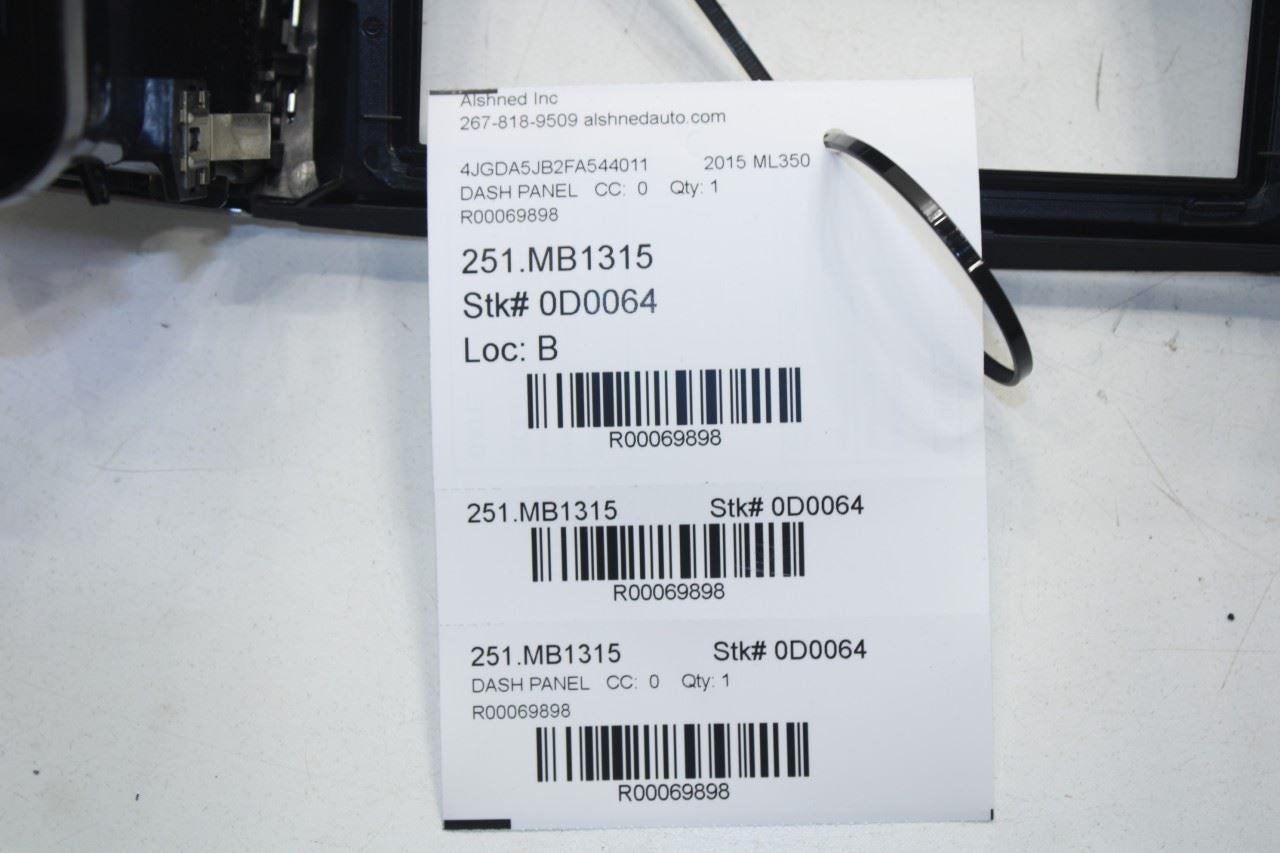 Alshned Inc
267-818-9509 alshnedauto.com
4JGDA5JB2FA544011 2015 ML350
DASH PANEL CC: 0 Qty: 1
R00069898
251.MB1315
Stk# 0D0064
Loc: B
R00069898
251.MB1315 Stk# 0D0064
R00069898
251.MB1315 Stk# 0D0064
DASH PANEL CC: 0 Qty: 1
R00069898
R00069898